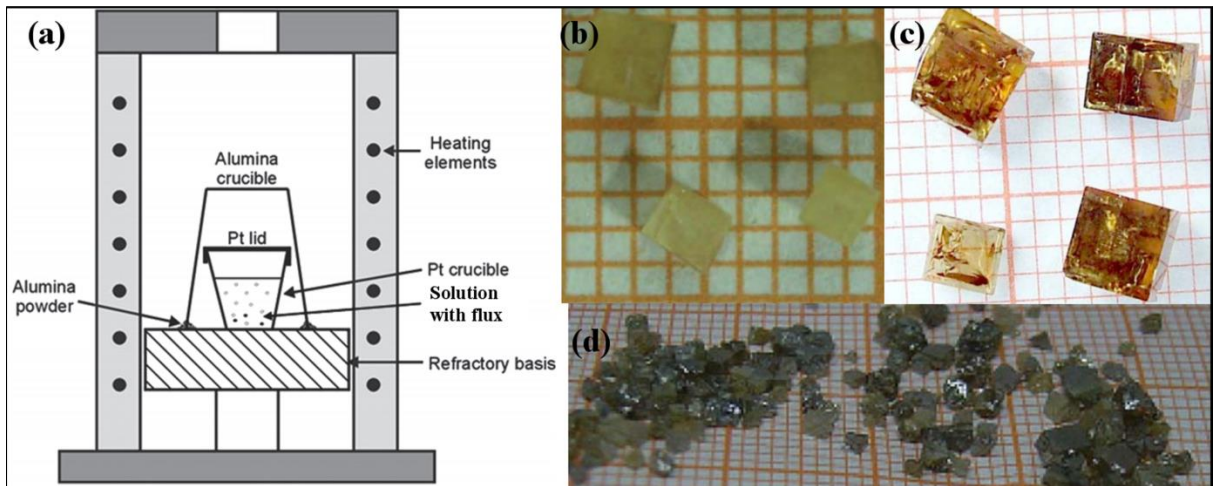 (a)
Heating
elements
Alumina
crucible
Pt lid
Alumina
powder
Pt crucible
Solution
with flux
Refractory basis
(b)
(c)
(d)